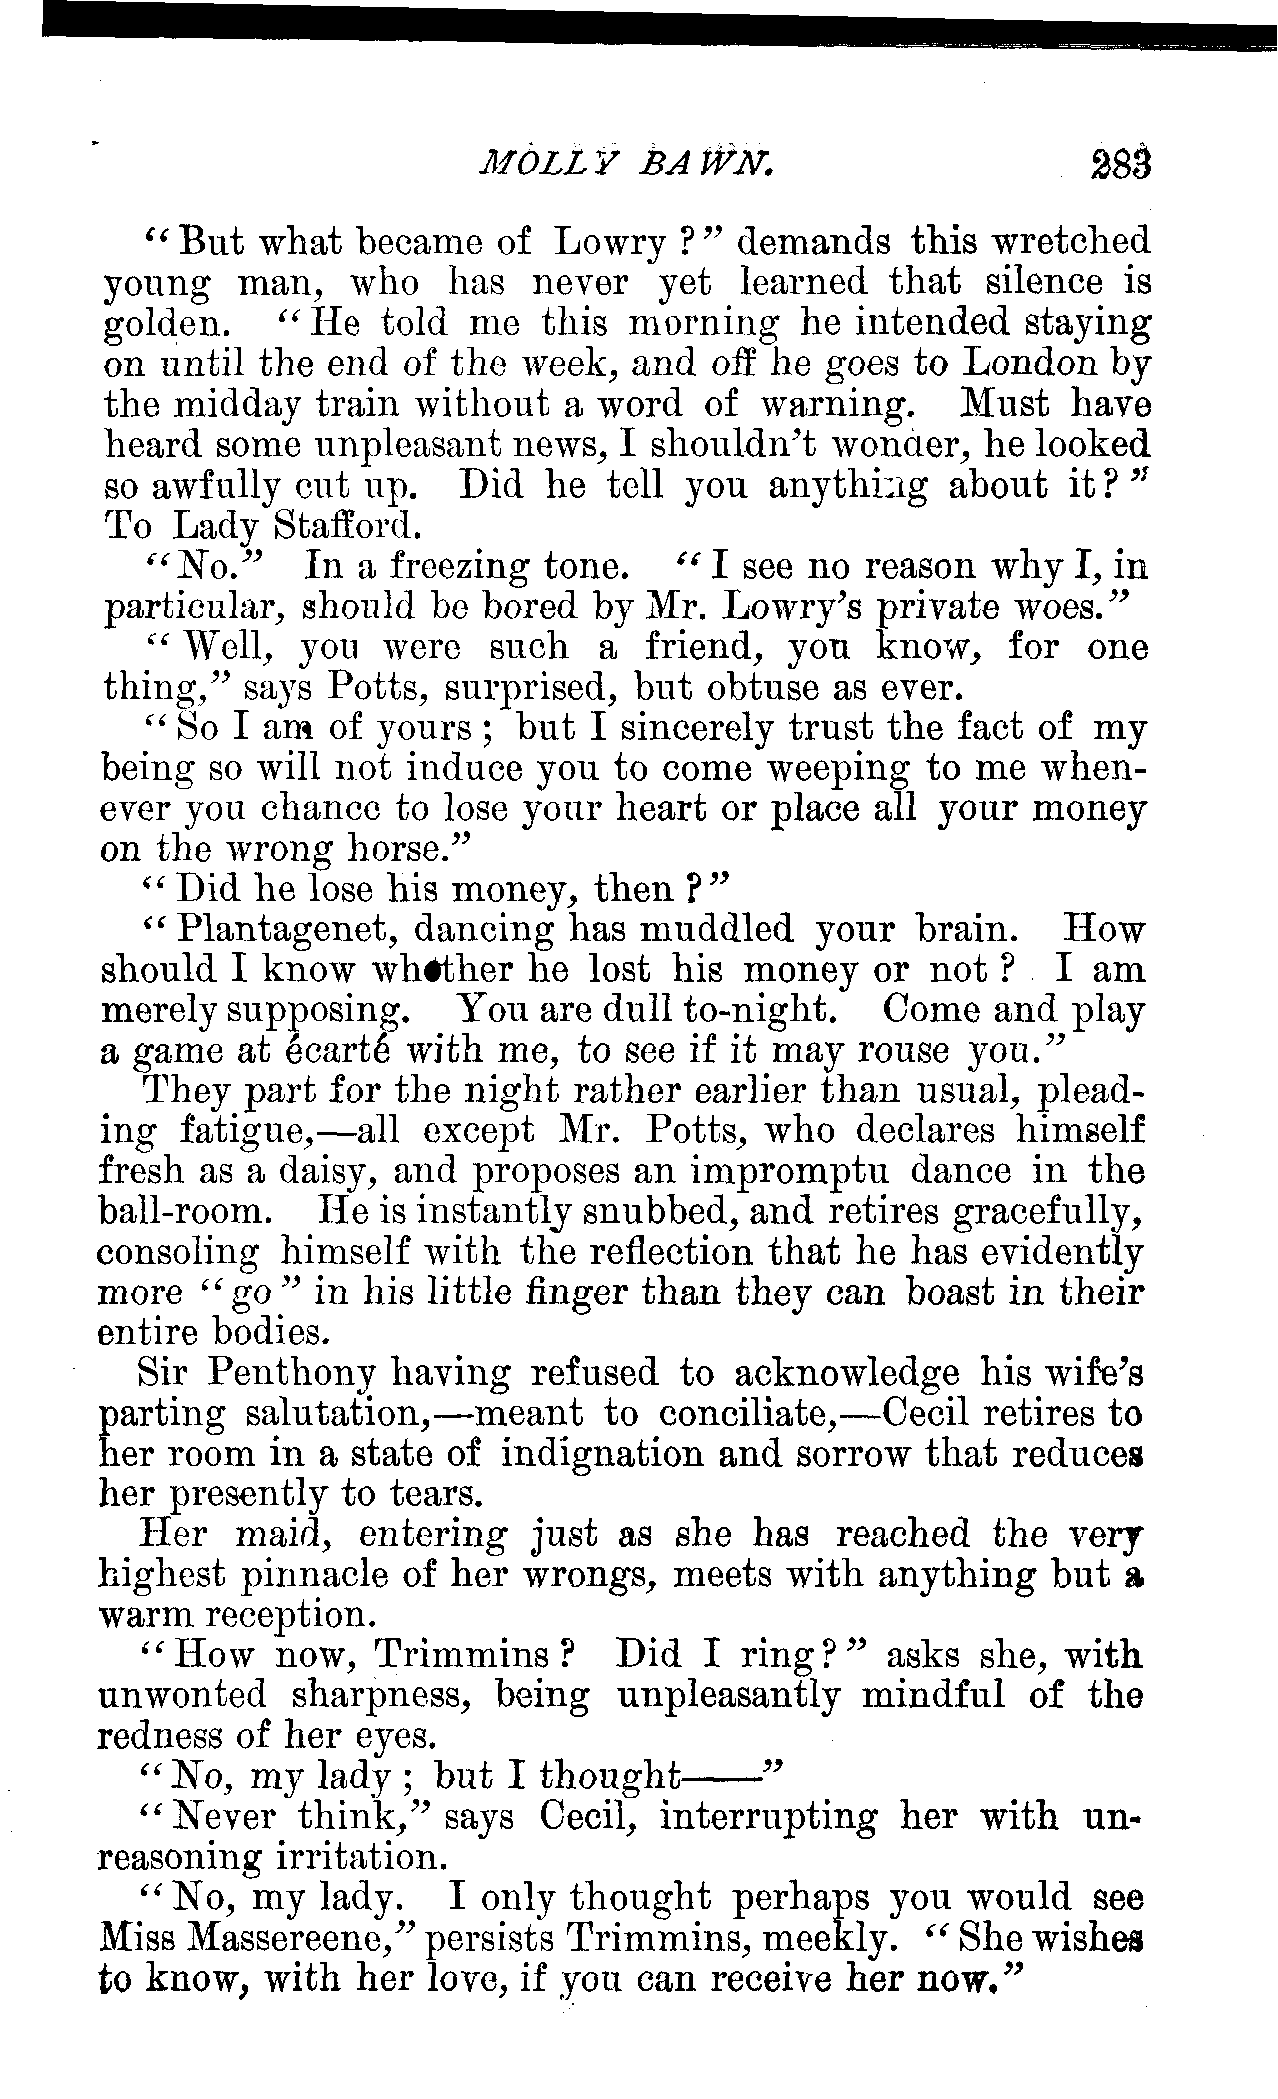 MOLLY BAWN. 283
“But what became of Lowry?” demands this wretched
young man, who has never yet learned that silence is
golden. “He told me this morning he intended staying
on until the end of the week, and off he goes to London by
the midday train without a word of warning. Must have
heard some unpleasant news, I shouldn't wonder, he looked
so awfully cut up. Did he tell you anything about it?”
To Lady Stafford.
“No.” In a freezing tone. “I see no reason why I, in
particular, should be bored by Mr. Lowry's private woes.”
“Well, you were such a friend, you know, for one
thing,” says Potts, surprised, but obtuse as ever.
“So I am of yours; but I sincerely trust the fact of my
being so will not induce you to come weeping to me when-
ever you chance to lose your heart or place all your money
on the wrong horse.”
“Did he lose his money, then?”
“Plantagenet, dancing has muddled your brain. How
should I know whether he lost his money or not? I am
merely supposing. You are dull to-night. Come and play
a game at écarté with me, to see if it may rouse you.”
They part for the night rather earlier than usual, plead-
ing fatigue,—all except Mr. Potts, who declares himself
fresh as a daisy, and proposes an impromptu dance in the
ball-room. He is instantly snubbed, and retires gracefully,
consoling himself with the reflection that he has evidently
more “go” in his little finger than they can boast in their
entire bodies.
Sir Penthony having refused to acknowledge his wife's
parting salutation,—meant to conciliate,—Cecil retires to
her room in a state of indignation and sorrow that reduces
her presently to tears.
Her maid, entering just as she has reached the very
highest pinnacle of her wrongs, meets with anything but a
warm reception.
“How now, Trimmins? Did I ring?” asks she, with
unwonted sharpness, being unpleasantly mindful of the
redness of her eyes.
“No, my lady; but I thought——”
“Never think,” says Cecil, interrupting her with un-
reasoning irritation.
“No, my lady. I only thought perhaps you would see
Miss Massereene,” persists Trimmins, meekly. “She wishes
to know, with her love, if you can receive her now.”